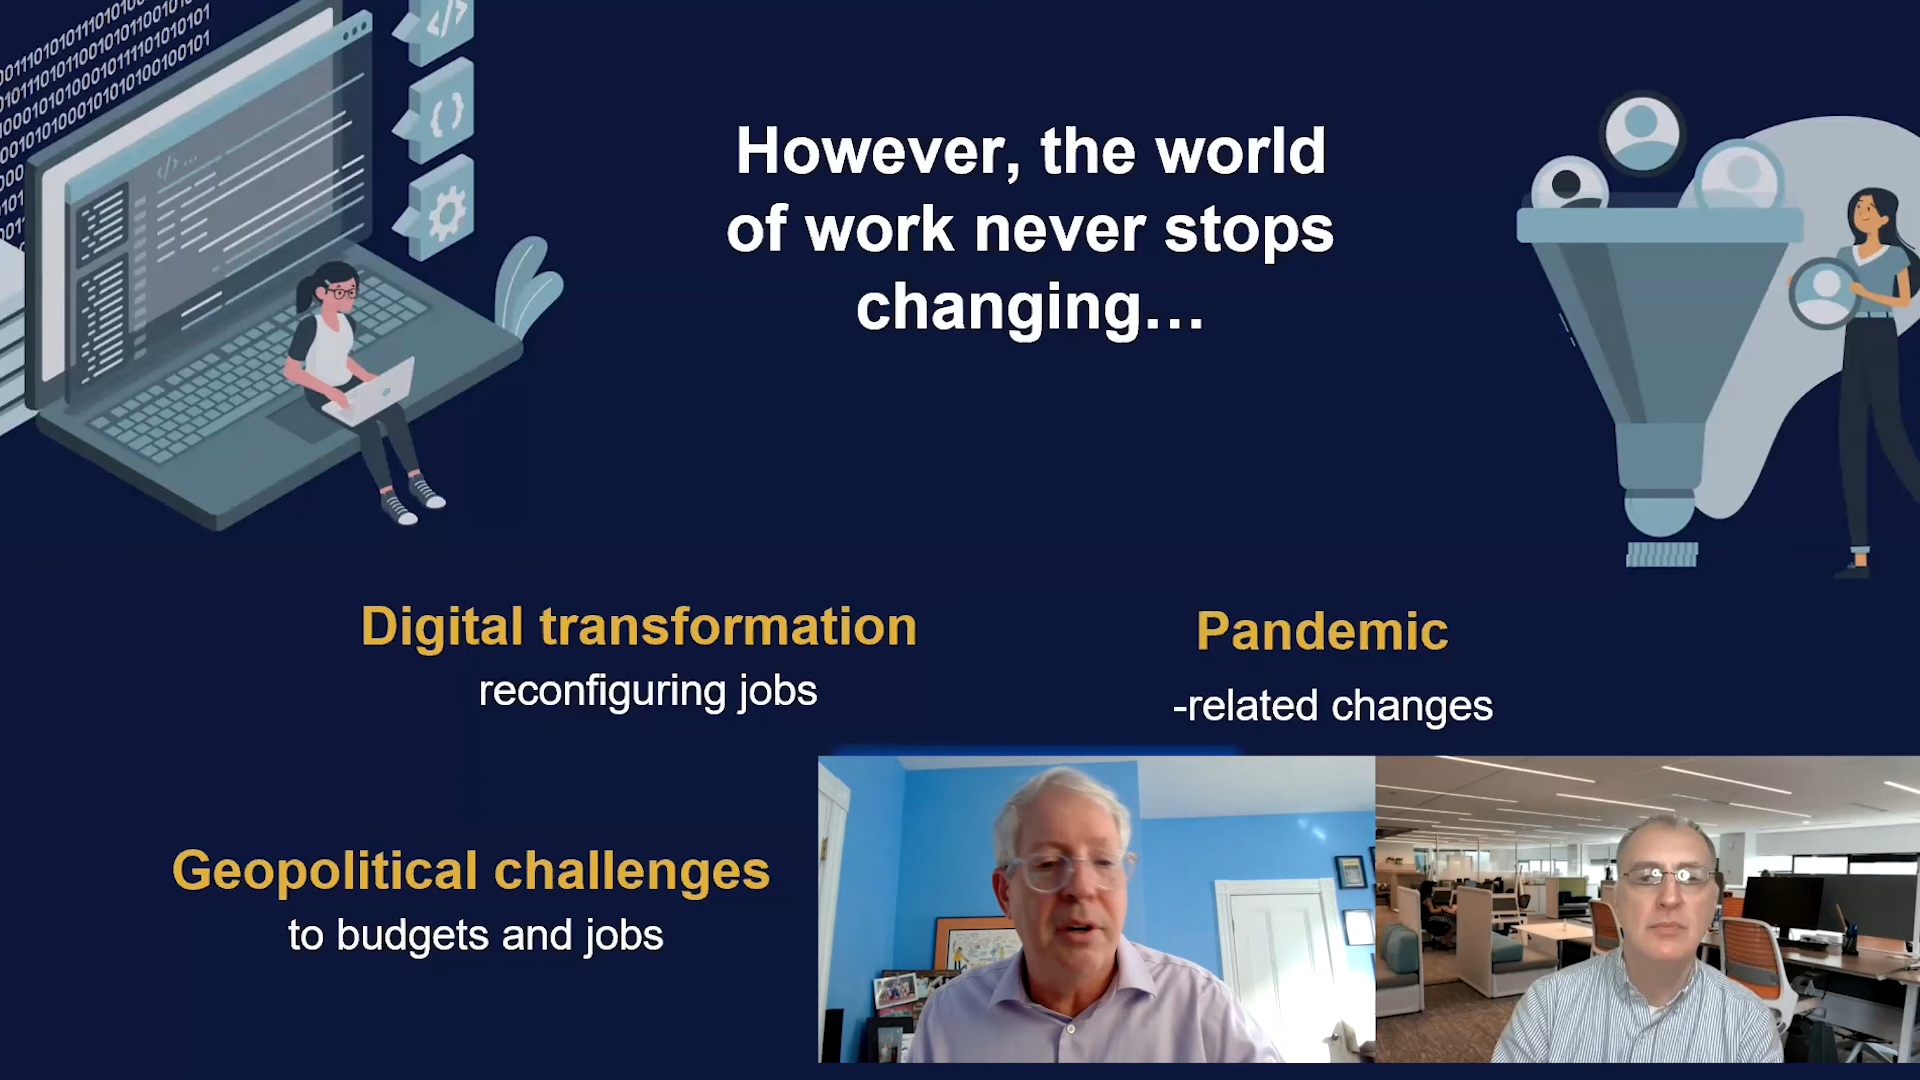 However, the world
of work never stops
changing…
Digital transformation
reconfiguring jobs
Pandemic
-related changes
Geopolitical challenges
to budgets and jobs